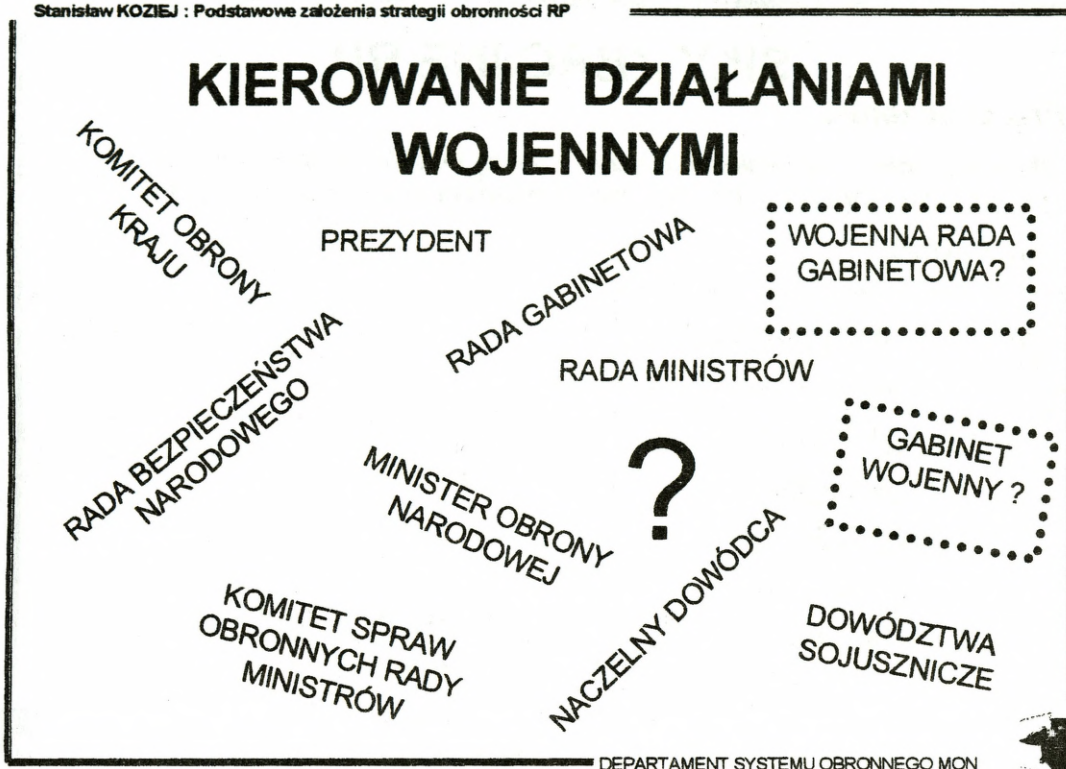 Stanisław KOZIEJ : Podstawowe założenia strategii obronności RP
KIEROWANIE DZIAŁANIAMI
WOJENNYMI
KOMITET OBRONY
KRAJU
PREZYDENT
RADA GABINETOWA
WOJENNA RADA
GABINETOWA?
RADA BEZPIECZEŃSTWA
NARODOWEGO
RADA MINISTRÓW
MINISTER OBRONY
NARODOWEJ
?
GABINET
WOJENNY ?
KOMITET SPRAW
OBRONNYCH RADY
MINISTRÓW
NACZELNY DOWÓDCA
DOWÓDZTWA
SOJUSZNICZE
DEPARTAMENT SYSTEMU OBRONNEGO MON